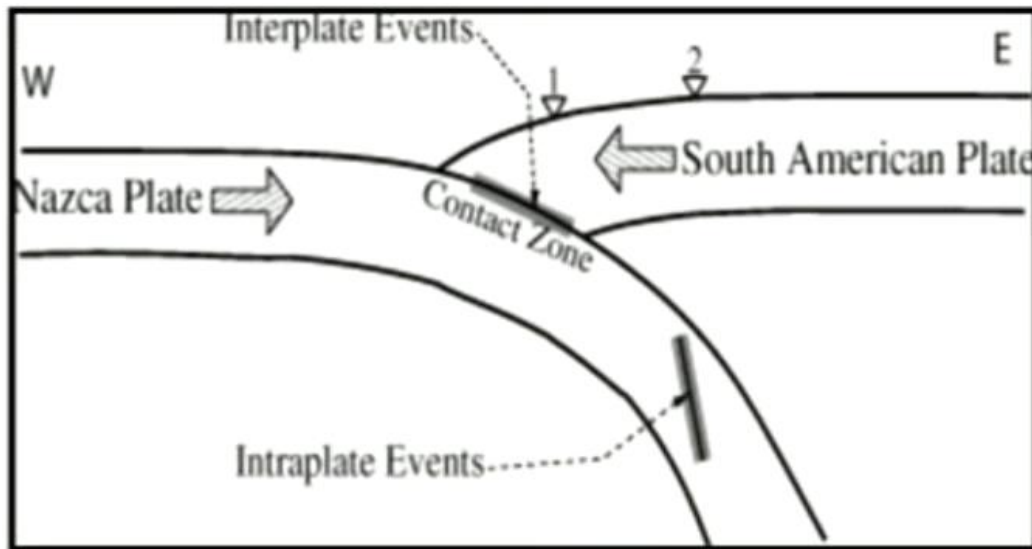 Interplate Events
W
1
2
E
Nazca Plate
South American Plate
Contact Zone
Intraplate Events